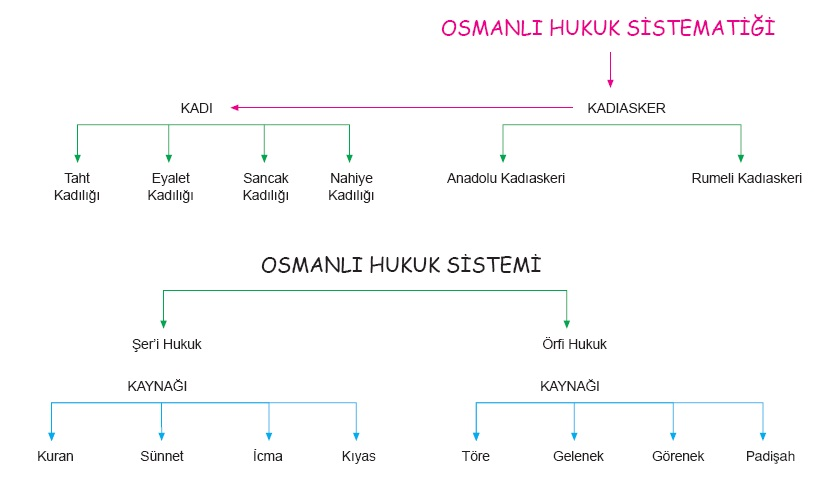 OSMANLI HUKUK SİSTEMATİĞİ
KADI
KADIASKER
Taht
Kadılığı
Eyalet
Kadılığı
Sancak
Kadılığı
Nahiye
Kadılığı
Anadolu Kadıaskeri
Rumeli Kadıaskeri
OSMANLI HUKUK SİSTEMİ
Şer'i Hukuk
Örfi Hukuk
KAYNAĞI
KAYNAĞI
Kuran
Sünnet
İcma
Kıyas
Töre
Gelenek
Görenek
Padişah